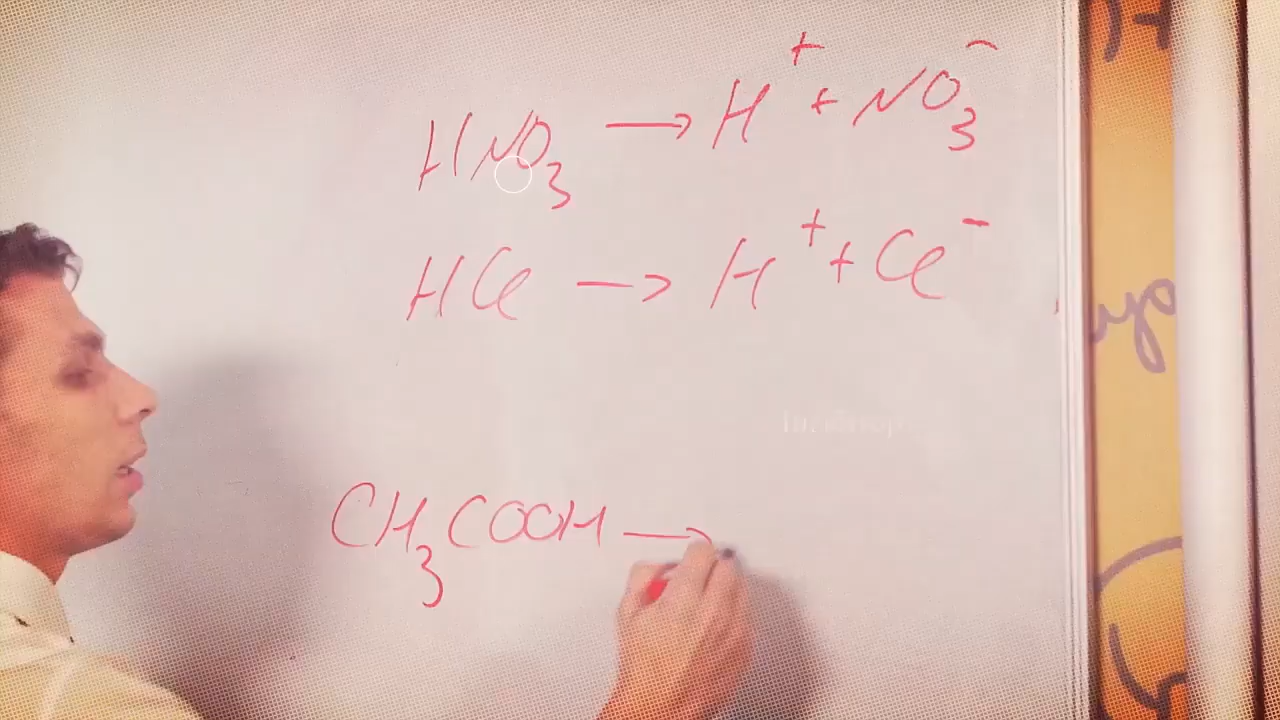 HNO₃ → H⁺ + NO₃⁻
HCl → H⁺ + Cl⁻
CH₃COOH →